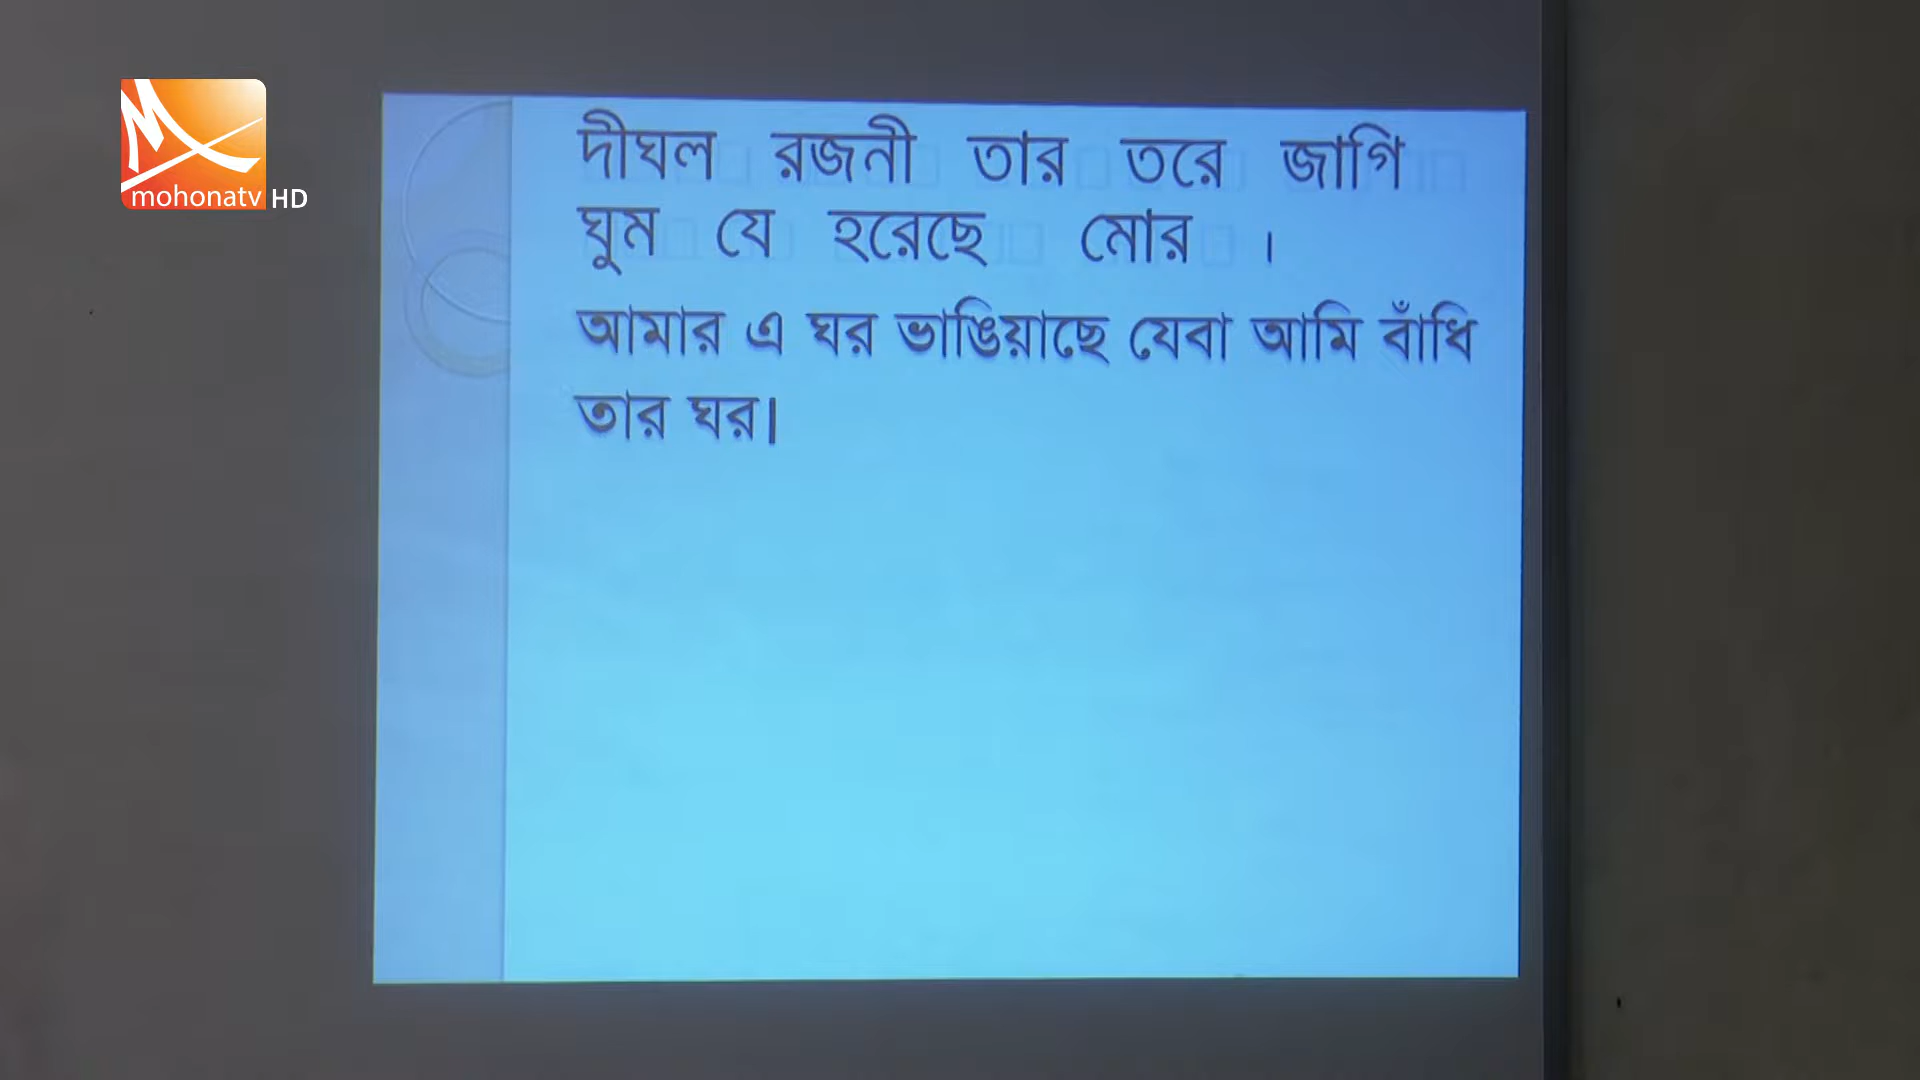 mohonatv HD
দীঘল রজনী তার তরে জাগি
ঘুম যে হরেছে মোর ।
আমার এ ঘর ভাঙিয়াছে যেবা আমি বাঁধি
তার ঘর।